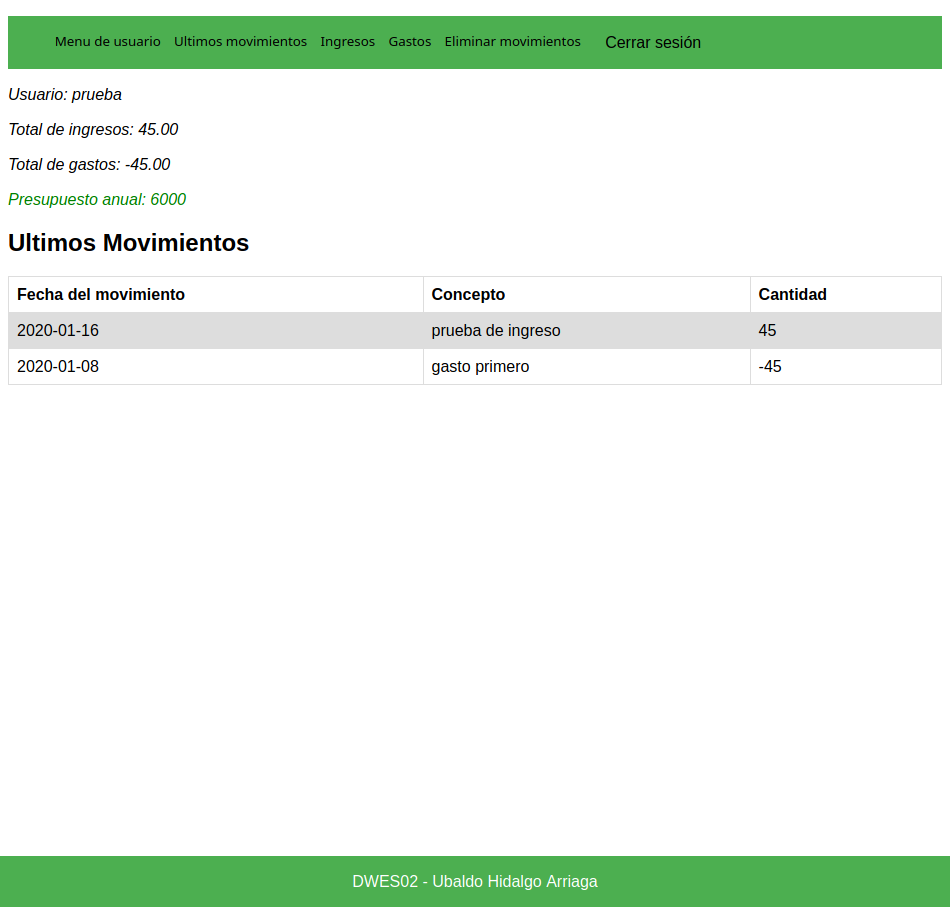 Menu de usuario Ultimos movimientos Ingresos Gastos Eliminar movimientos Cerrar sesión
Usuario: prueba
Total de ingresos: 45.00
Total de gastos: -45.00
Presupuesto anual: 6000
Ultimos Movimientos
Fecha del movimiento Concepto Cantidad
2020-01-16 prueba de ingreso 45
2020-01-08 gasto primero -45
DWES02 - Ubaldo Hidalgo Arriaga